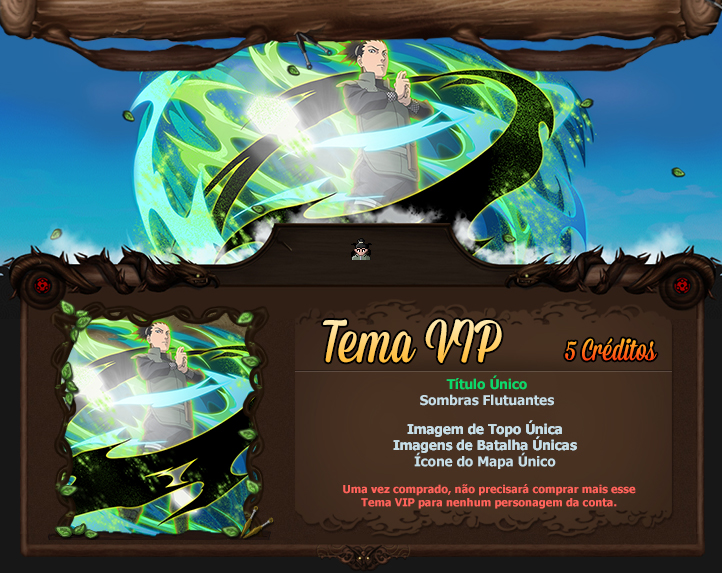 Tema VIP
5 Créditos
Título Único
Sombras Flutuantes
Imagem de Topo Única
Imagens de Batalha Únicas
Ícone do Mapa Único
Uma vez comprado, não precisará comprar mais esse
Tema VIP para nenhum personagem da conta.